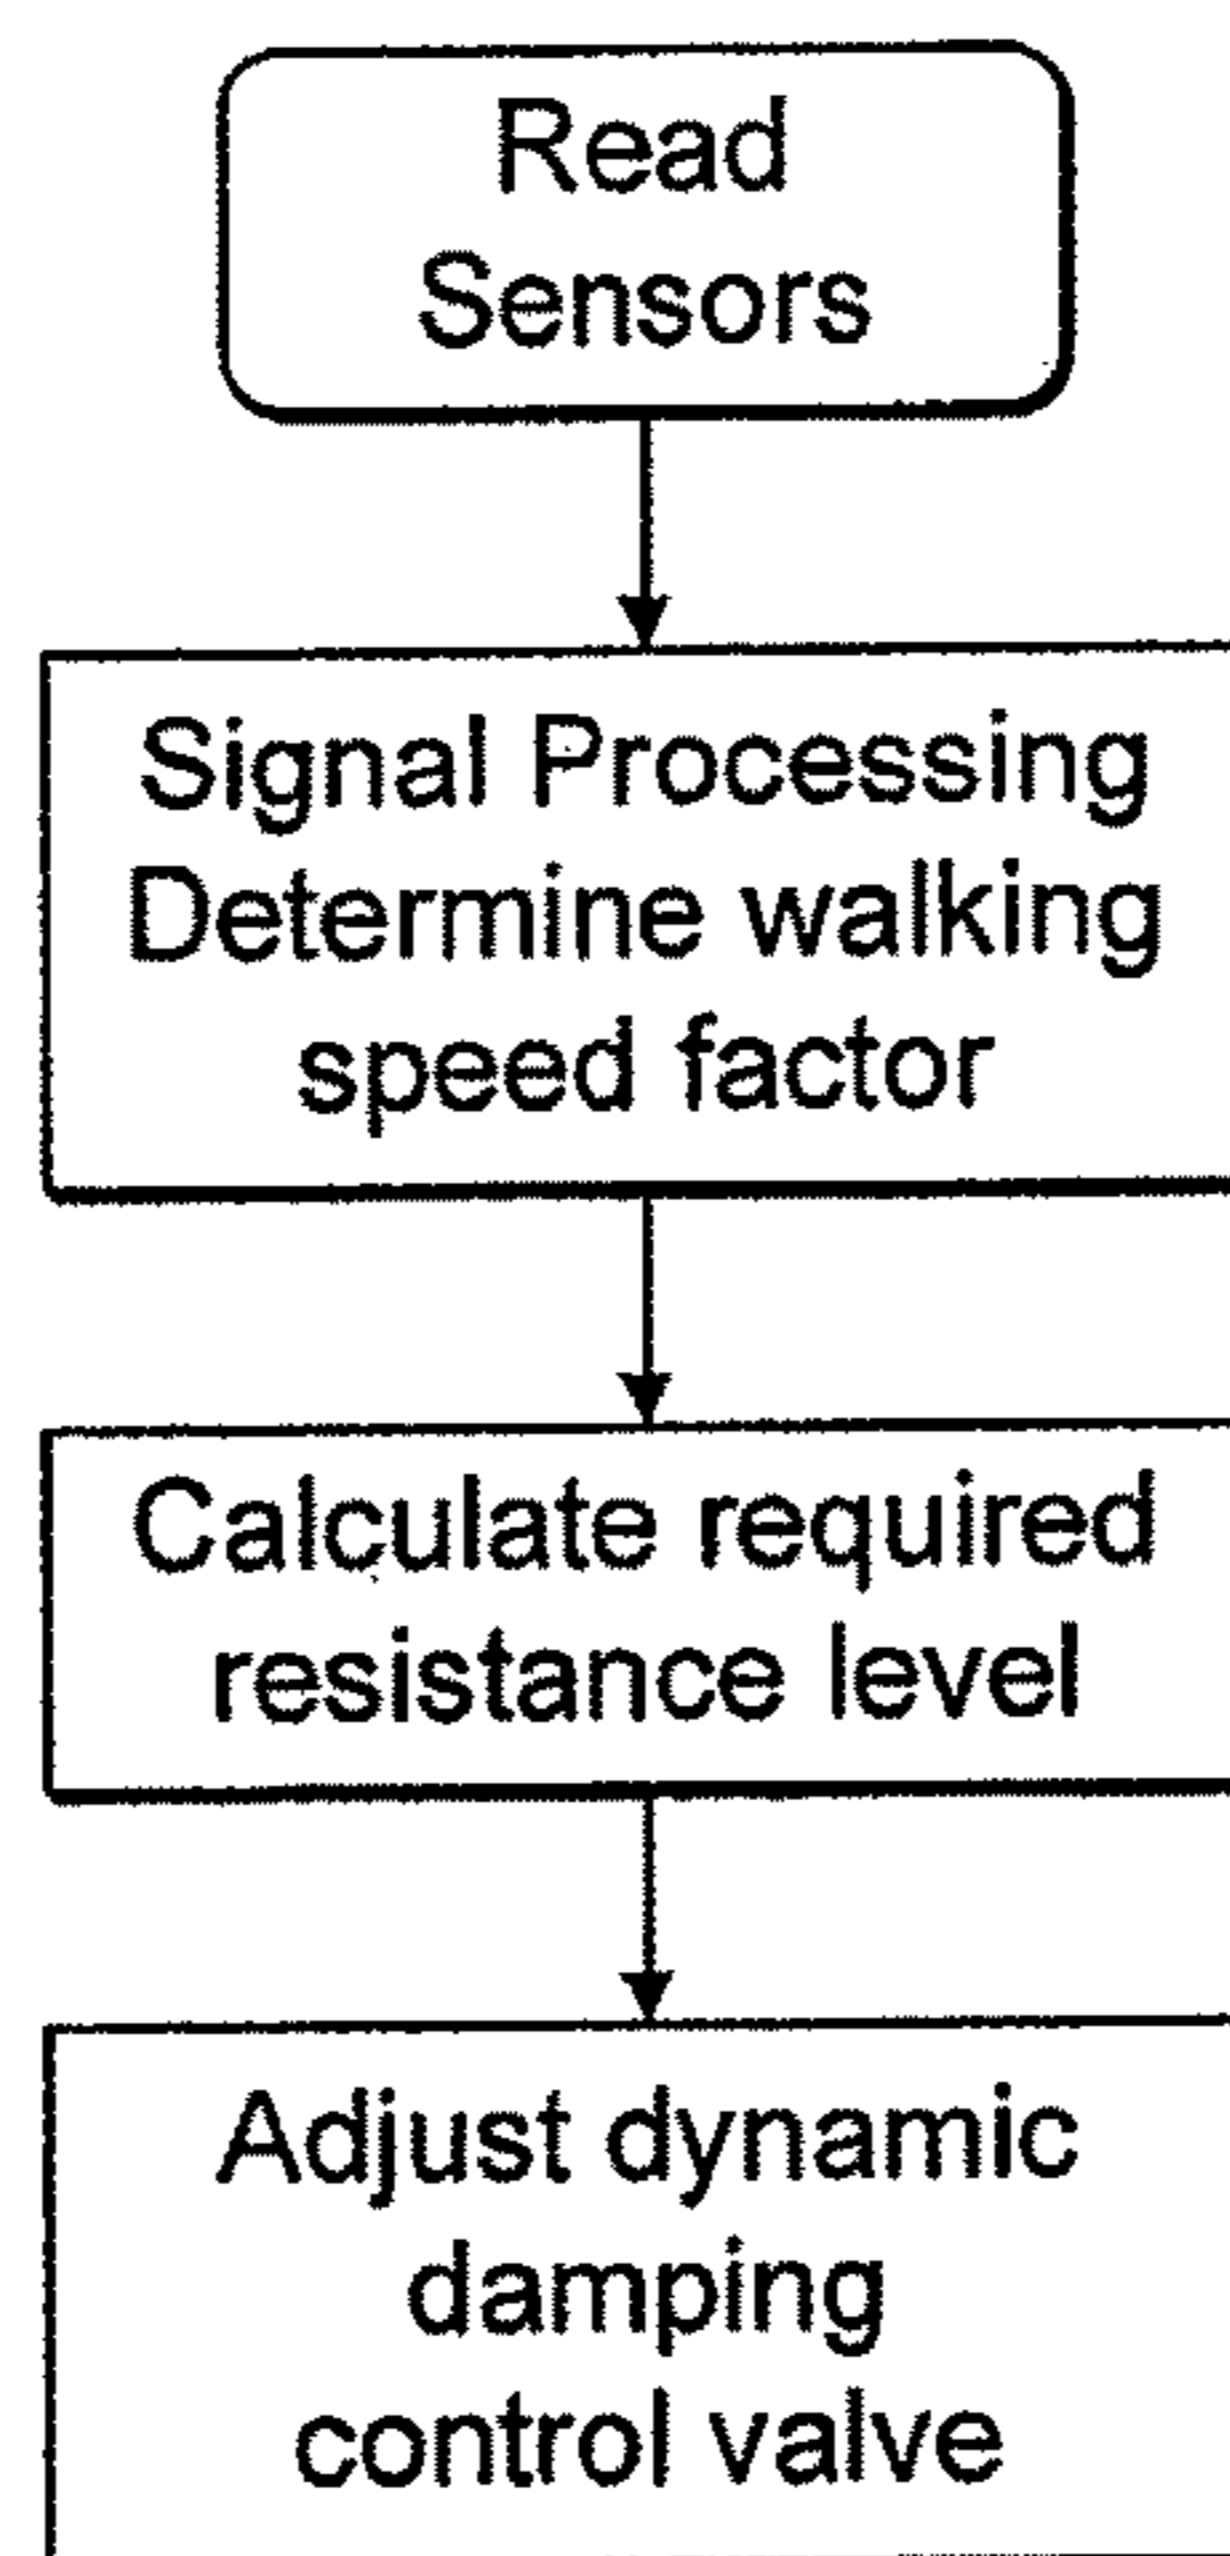 Read
Sensors
Signal Processing
Determine walking
speed factor
Calculate required
resistance level
Adjust dynamic
damping
control valve